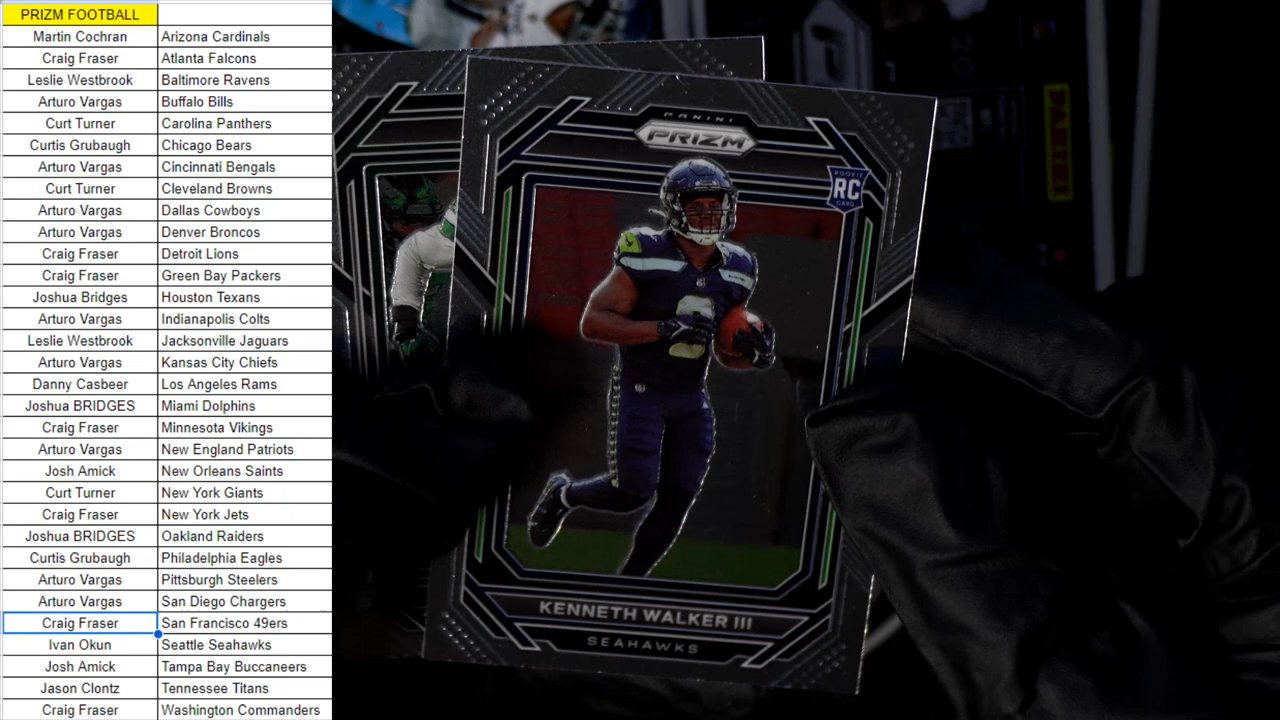 PRIZM FOOTBALL
Martin Cochran Arizona Cardinals
Craig Fraser Atlanta Falcons
Leslie Westbrook Baltimore Ravens
Arturo Vargas Buffalo Bills
Curt Turner Carolina Panthers
Curtis Grubaugh Chicago Bears
Arturo Vargas Cincinnati Bengals
Curt Turner Cleveland Browns
Arturo Vargas Dallas Cowboys
Arturo Vargas Denver Broncos
Craig Fraser Detroit Lions
Craig Fraser Green Bay Packers
Joshua Bridges Houston Texans
Arturo Vargas Indianapolis Colts
Leslie Westbrook Jacksonville Jaguars
Arturo Vargas Kansas City Chiefs
Danny Casbeer Los Angeles Rams
Joshua BRIDGES Miami Dolphins
Craig Fraser Minnesota Vikings
Arturo Vargas New England Patriots
Josh Amick New Orleans Saints
Curt Turner New York Giants
Craig Fraser New York Jets
Joshua BRIDGES Oakland Raiders
Curtis Grubaugh Philadelphia Eagles
Arturo Vargas Pittsburgh Steelers
Arturo Vargas San Diego Chargers
Craig Fraser San Francisco 49ers
Ivan Okun Seattle Seahawks
Josh Amick Tampa Bay Buccaneers
Jason Clontz Tennessee Titans
Craig Fraser Washington Commanders
PANINI
PRIZM
ROOKIE
RC
CARD
KENNETH WALKER III
SEAHAWKS
PANINI